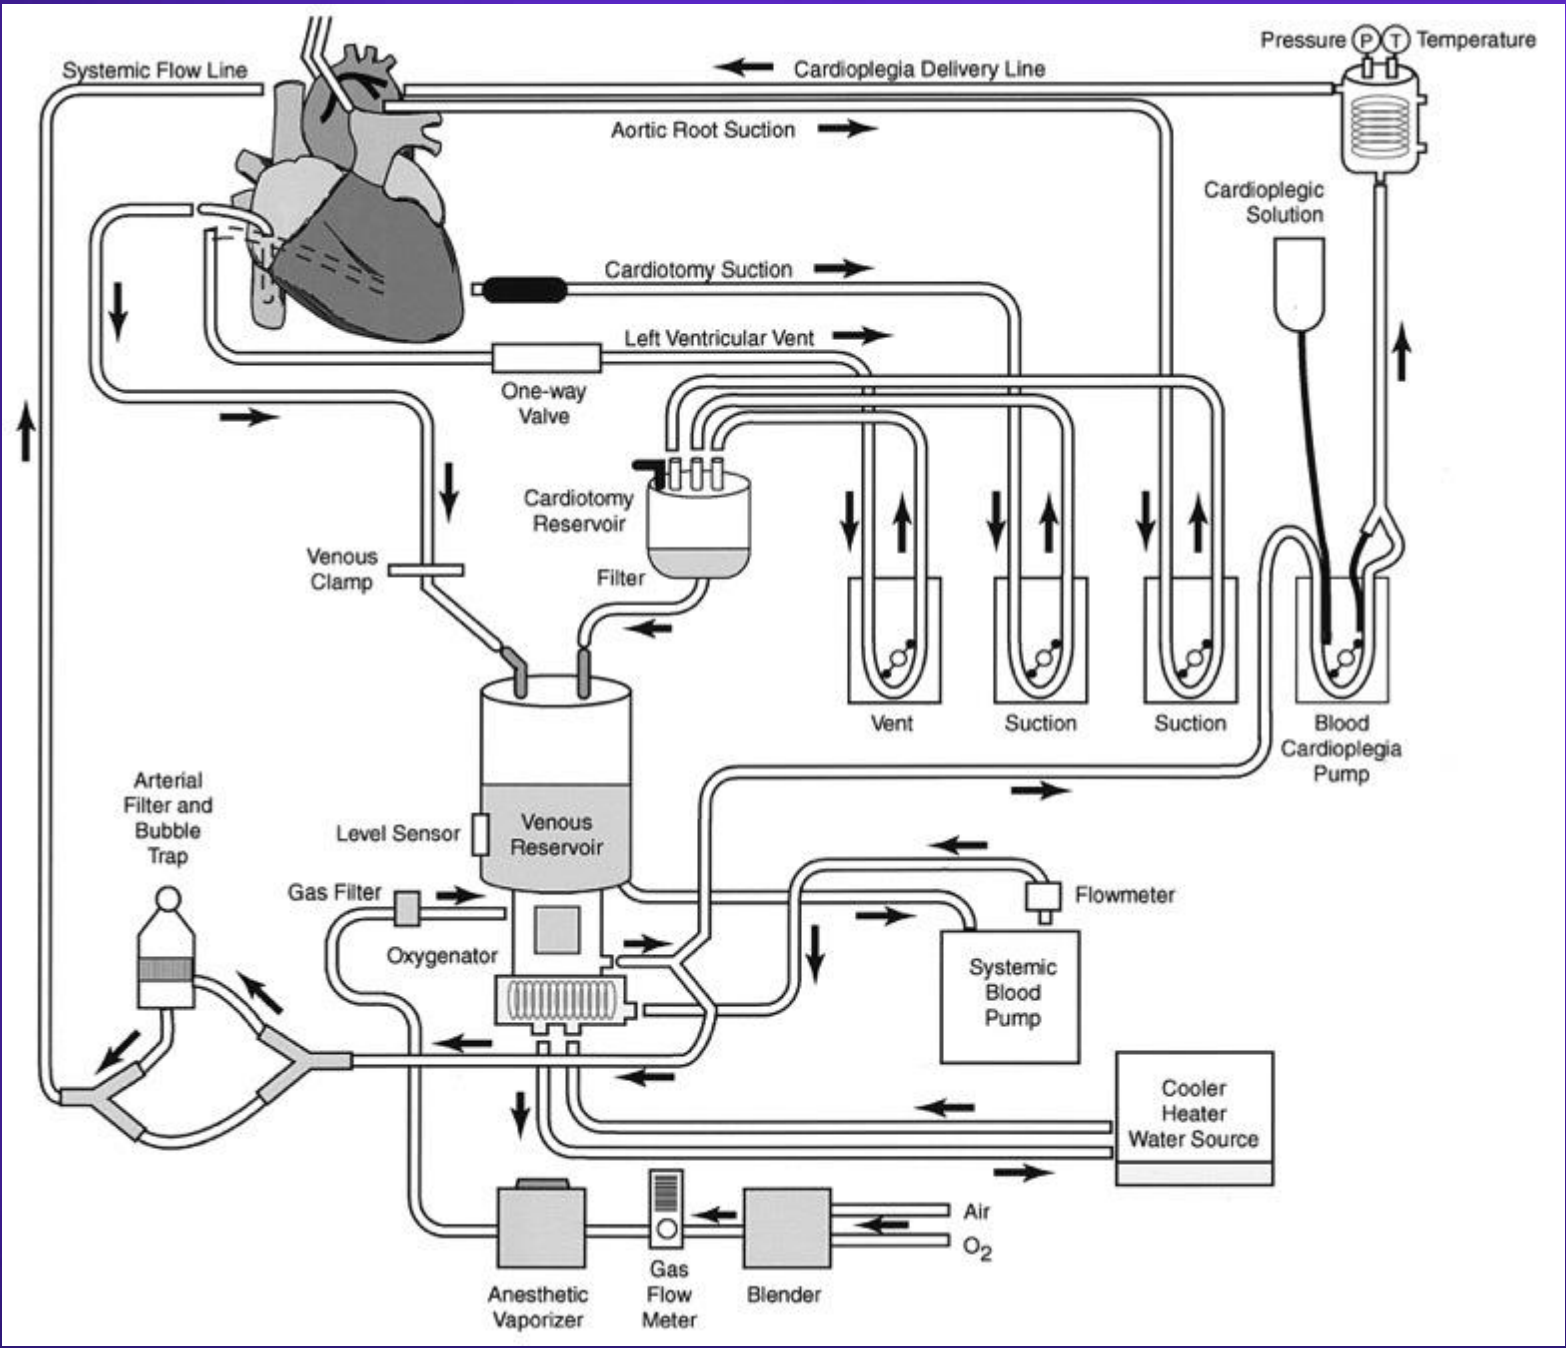 Systemic Flow Line
Cardioplegia Delivery Line
Pressure P T Temperature
Aortic Root Suction
Cardioplegic
Solution
Cardiotomy Suction
Left Ventricular Vent
One-way
Valve
Cardiotomy
Reservoir
Venous
Clamp
Filter
Vent
Suction
Suction
Blood
Cardioplegia
Pump
Arterial
Filter and
Bubble
Trap
Level Sensor
Venous
Reservoir
Gas Filter
Flowmeter
Oxygenator
Systemic
Blood
Pump
Cooler
Heater
Water Source
Air
O2
Anesthetic
Vaporizer
Gas
Flow
Meter
Blender